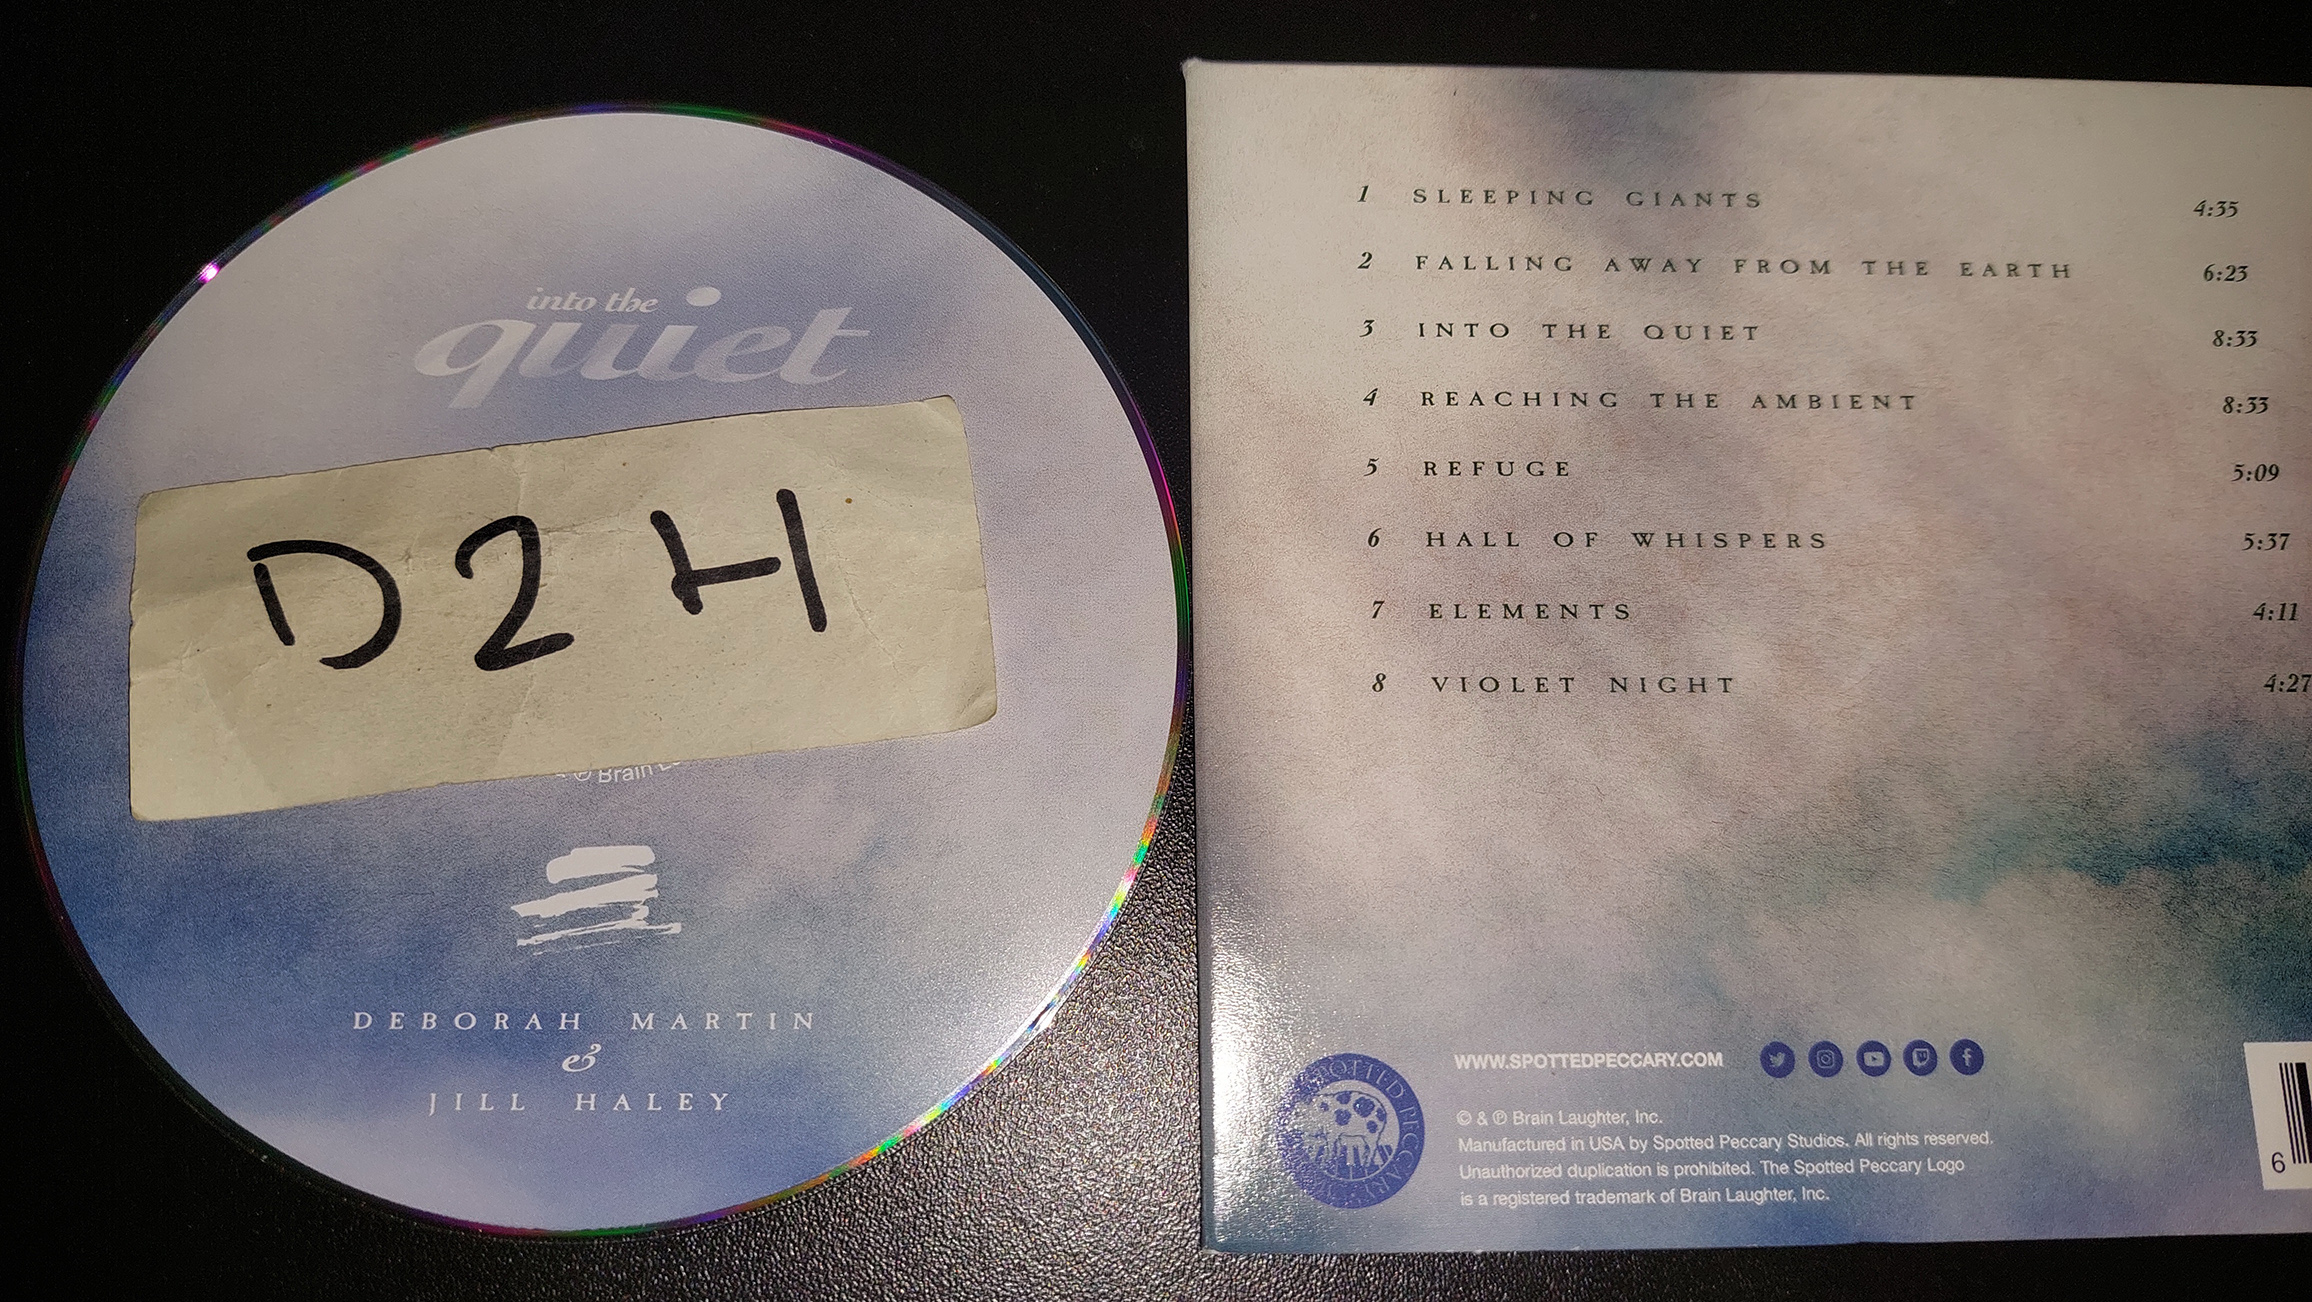 into the
quiet
D2H
℗ Brain
DEBORAH MARTIN
&
JILL HALEY
1 SLEEPING GIANTS 4:35
2 FALLING AWAY FROM THE EARTH 6:23
3 INTO THE QUIET 8:33
4 REACHING THE AMBIENT 8:33
5 REFUGE 5:09
6 HALL OF WHISPERS 5:37
7 ELEMENTS 4:11
8 VIOLET NIGHT 4:27
WWW.SPOTTEDPECCARY.COM
SPOTTED PECCARY
© & ℗ Brain Laughter, Inc.
Manufactured in USA by Spotted Peccary Studios. All rights reserved.
Unauthorized duplication is prohibited. The Spotted Peccary Logo
is a registered trademark of Brain Laughter, Inc.
6